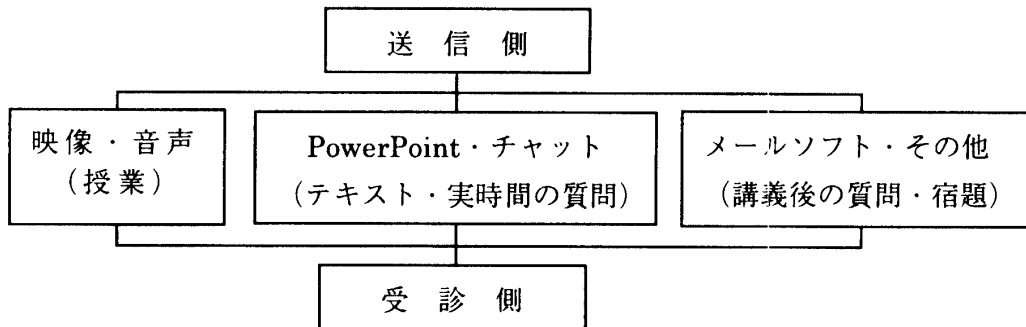 送信側
映像・音声
（授業）
PowerPoint・チャット
（テキスト・実時間の質問）
メールソフト・その他
（講義後の質問・宿題）
受診側